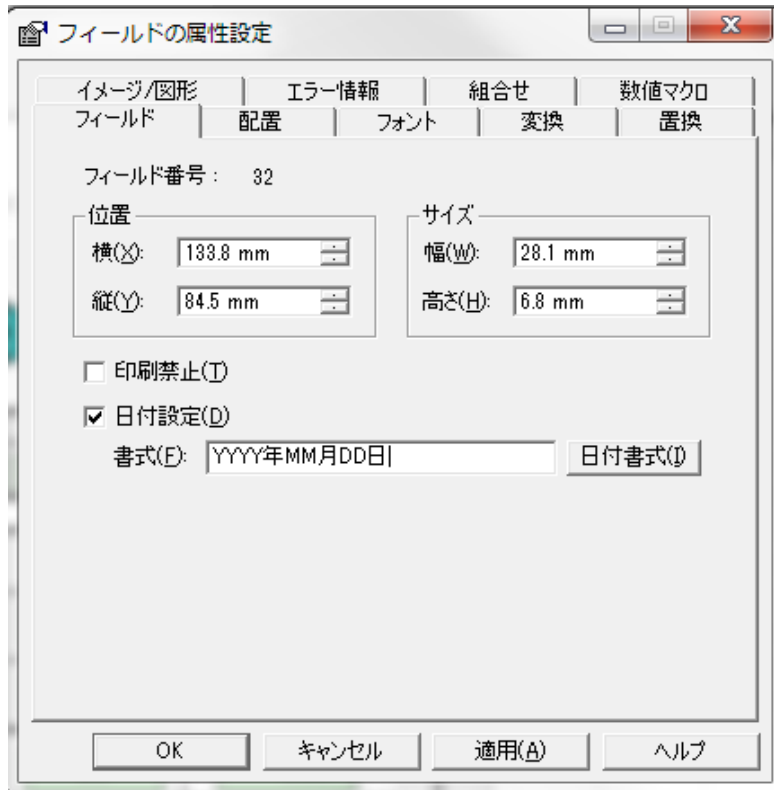 フィールドの属性設定
イメージ/図形 エラー情報 組合せ 数値マクロ
フィールド 配置 フォント 変換 置換
フィールド番号： 32
位置 サイズ
横(X): 133.8 mm 幅(W): 28.1 mm
縦(Y): 84.5 mm 高さ(H): 6.8 mm
印刷禁止(T)
日付設定(D)
書式(F): YYYY年MM月DD日 日付書式(I)
OK キャンセル 適用(A) ヘルプ